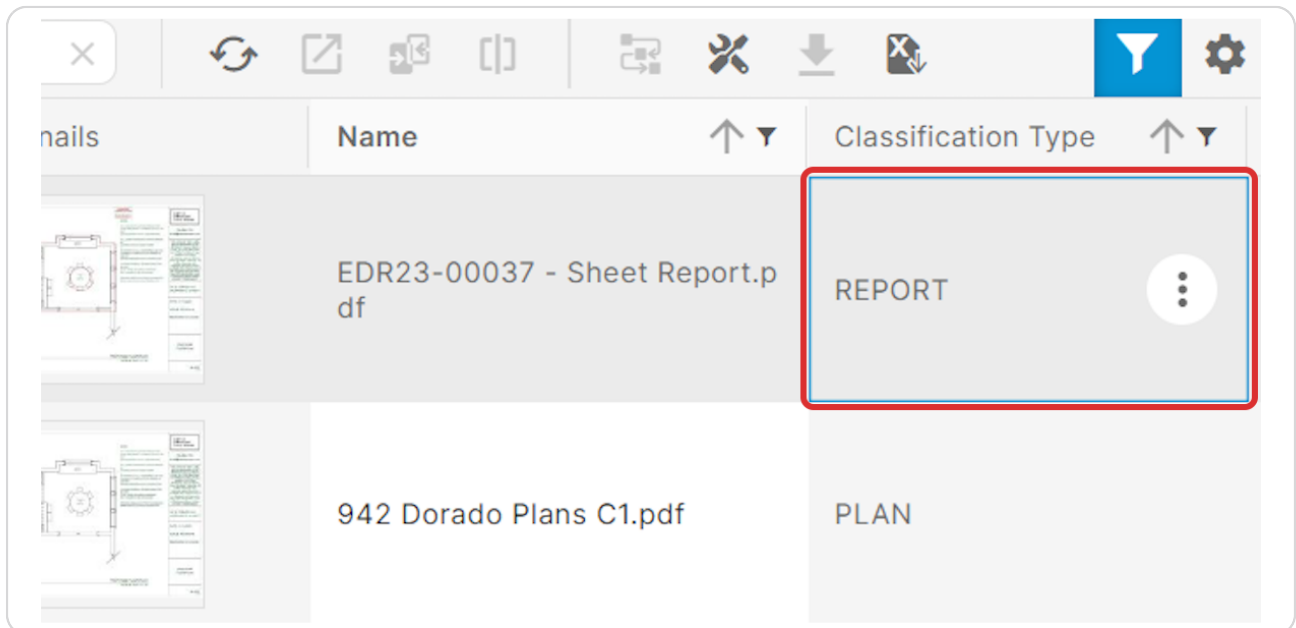 nails
Name
Classification Type
EDR23-00037 - Sheet Report.p
df
REPORT
942 Dorado Plans C1.pdf
PLAN